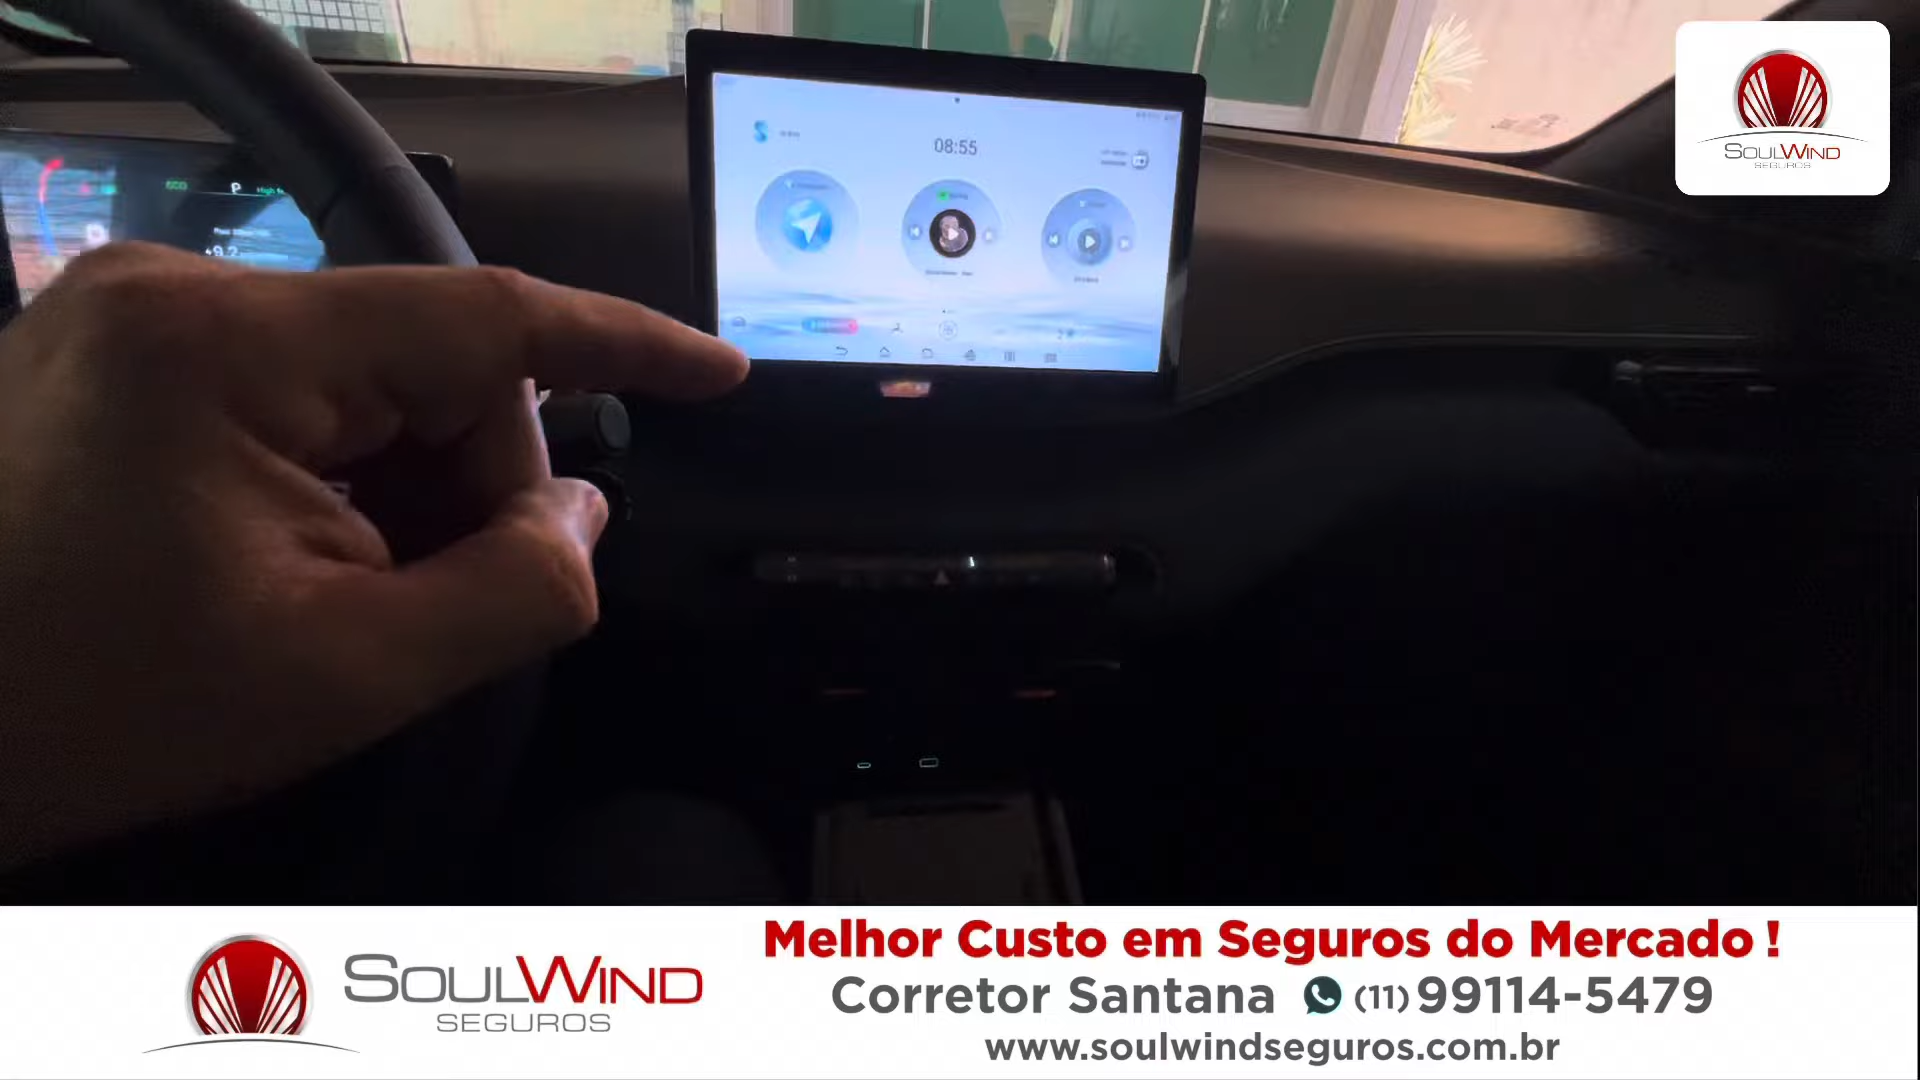 SOULWIND
SEGUROS
08:55
ECO
P
SOULWIND
SEGUROS
Melhor Custo em Seguros do Mercado !
Corretor Santana (11) 99114-5479
www.soulwindseguros.com.br